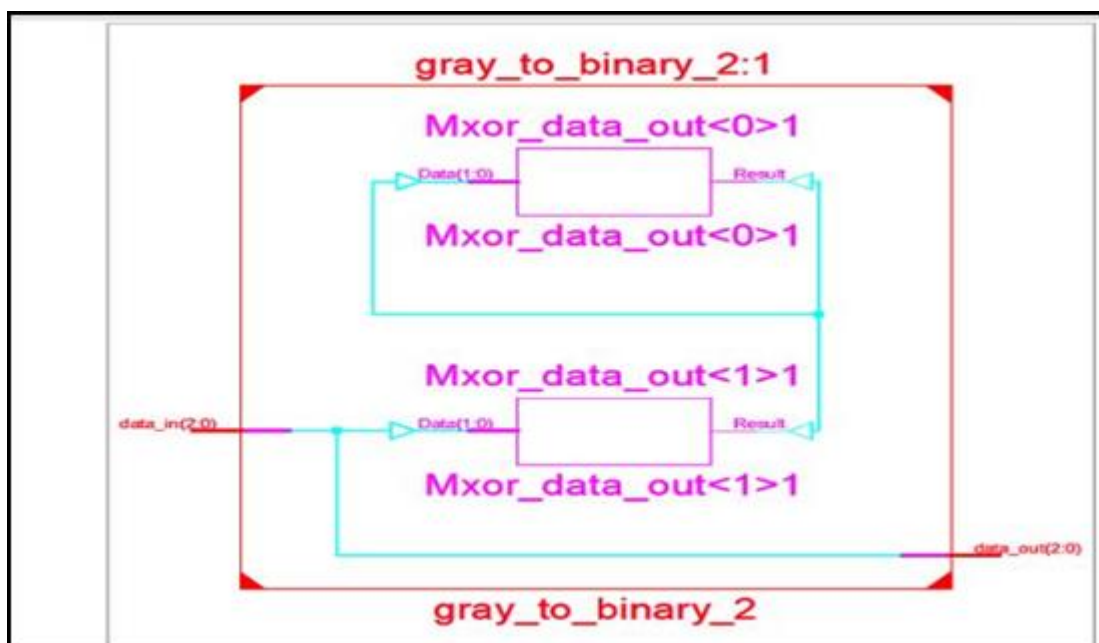 gray_to_binary_2:1
Mxor_data_out<0>1
Data(1:0) Result
Mxor_data_out<0>1
Mxor_data_out<1>1
data_in(2:0) Data(1:0) Result
Mxor_data_out<1>1
data_out(2:0)
gray_to_binary_2